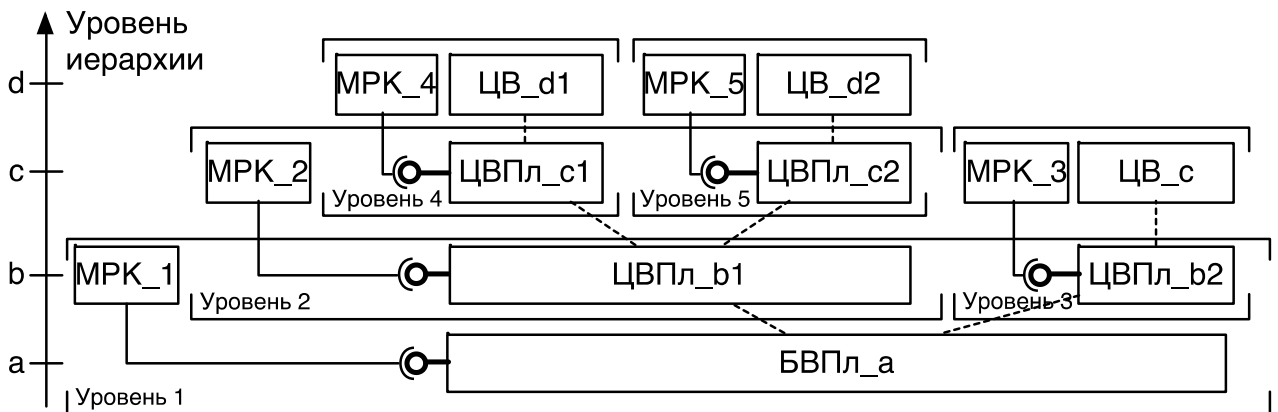 Уровень
иерархии
d
МРК_4
ЦВ_d1
МРК_5
ЦВ_d2
c
МРК_2
ЦВПл_c1
ЦВПл_c2
МРК_3
ЦВ_c
Уровень 4
Уровень 5
b
МРК_1
ЦВПл_b1
ЦВПл_b2
Уровень 2
Уровень 3
a
БВПл_a
Уровень 1